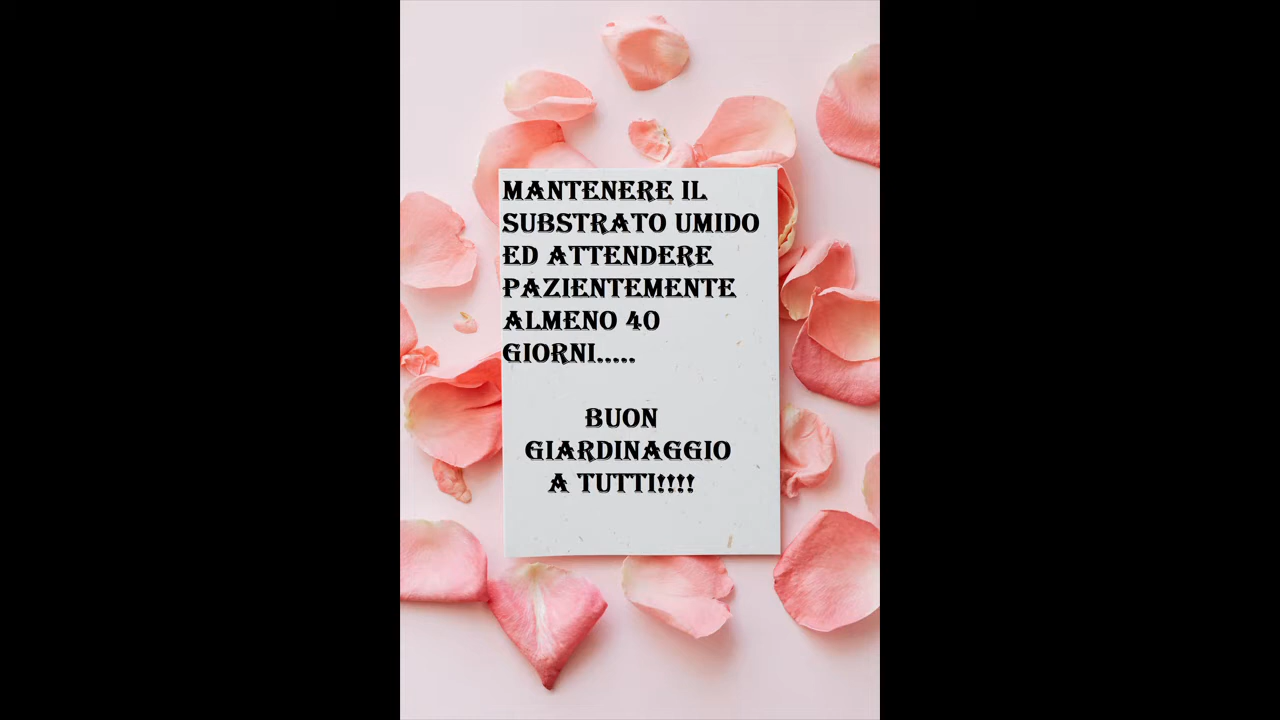 MANTENERE IL
SUBSTRATO UMIDO
ED ATTENDERE
PAZIENTEMENTE
ALMENO 40
GIORNI.....
BUON
GIARDINAGGIO
A TUTTI!!!!